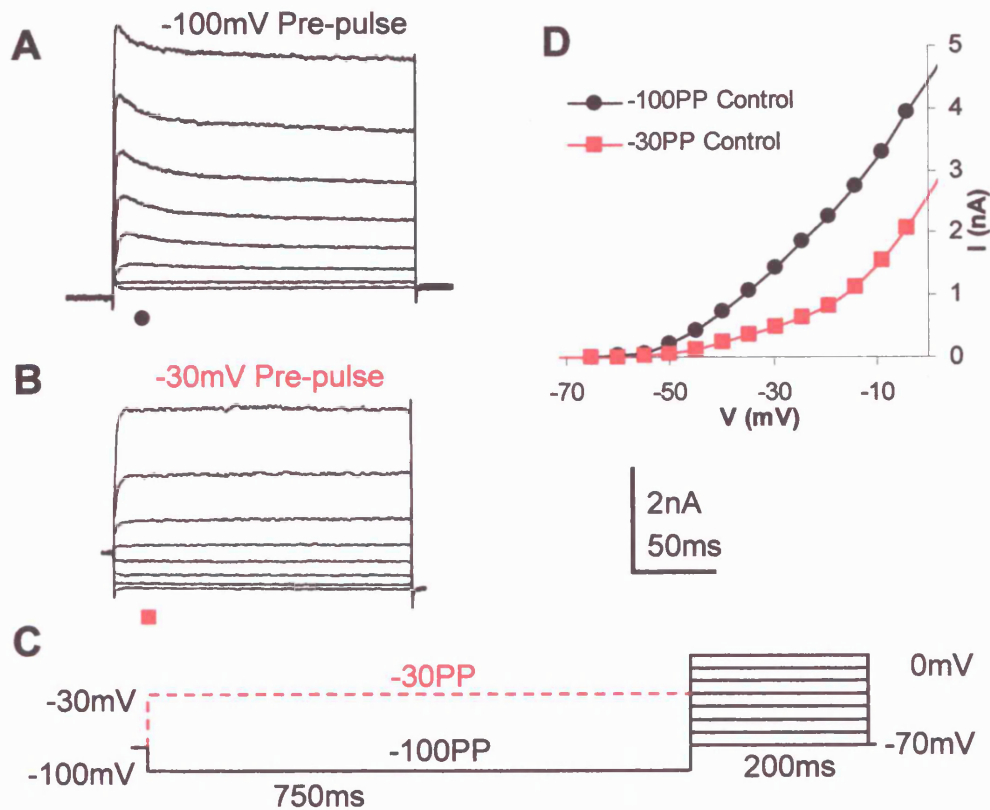 A
-100mV Pre-pulse
B
-30mV Pre-pulse
D
-100PP Control
-30PP Control
5
4
3
2
1
0
I (nA)
-70
-50
-30
-10
V (mV)
2nA
50ms
C
-30PP
-30mV
0mV
-100PP
-70mV
-100mV
750ms
200ms